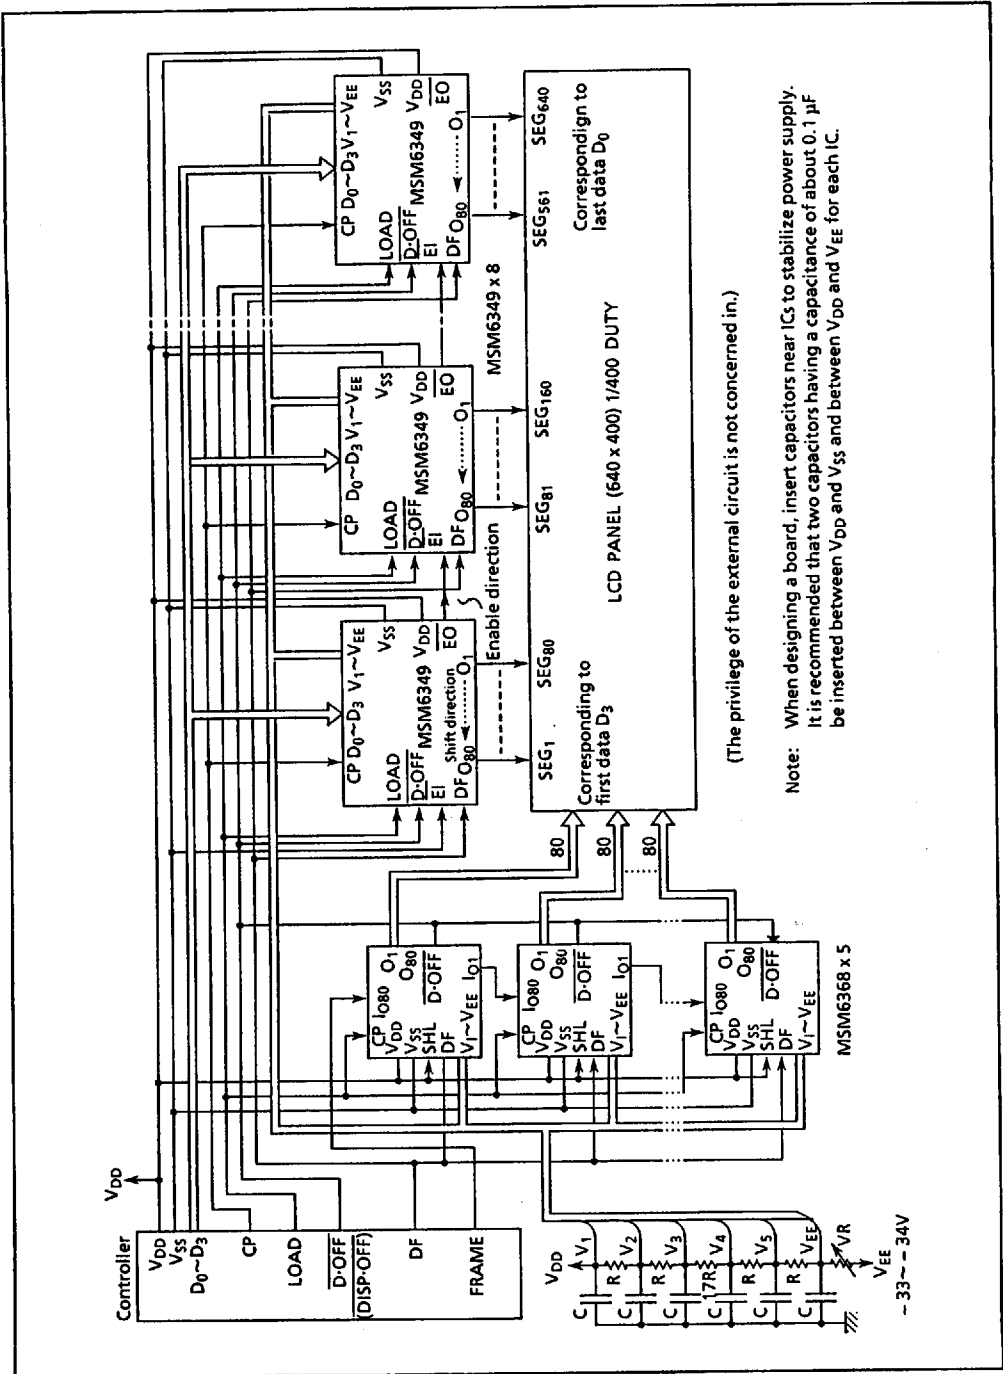 Controller
VDD
VSS
D0~D3
CP
LOAD
D·OFF
(DISP·OFF)
DF
FRAME
VDD
VDD
V1
V2
V3
V4
V5
VEE
R
R
R
17R
R
R
VR
C
C
C
C
C
C
VEE
-33~-34V
CP IO80 O1
VDD O80
VSS D·OFF
SHL
DF
V1~VEE IO1
CP IO80 O1
VDD O80
VSS D·OFF
SHL
DF
V1~VEE IO1
CP IO80 O1
VDD O80
VSS D·OFF
SHL
DF
V1~VEE
MSM6368 x 5
80
80
80
CP D0~D3 V1~VEE
LOAD VSS
D·OFF MSM6349 VDD
EI Shift direction EO
DF O80 O1
CP D0~D3 V1~VEE
LOAD VSS
D·OFF MSM6349 VDD
EI EO
DF O80 O1
CP D0~D3 V1~VEE
LOAD VSS
D·OFF MSM6349 VDD
EI EO
DF O80 O1
Enable direction
MSM6349 x 8
SEG1 SEG80 SEG81 SEG160 SEG561 SEG640
Corresponding to
first data D3
Correspondign to
last data D0
LCD PANEL (640 x 400) 1/400 DUTY
(The privilege of the external circuit is not concerned in.)
Note: When designing a board, insert capacitors near ICs to stabilize power supply.
It is recommended that two capacitors having a capacitance of about 0.1 µF
be inserted between VDD and VSS and between VDD and VEE for each IC.